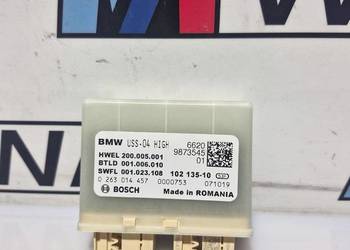 BMW USS-04 HIGH 6620
9873545
01
HWEL 200.005.001
BTLD 001.006.010
SWFL 001.023.108 102 135-10
0 263 014 457 0000753 071019
BOSCH Made in ROMANIA